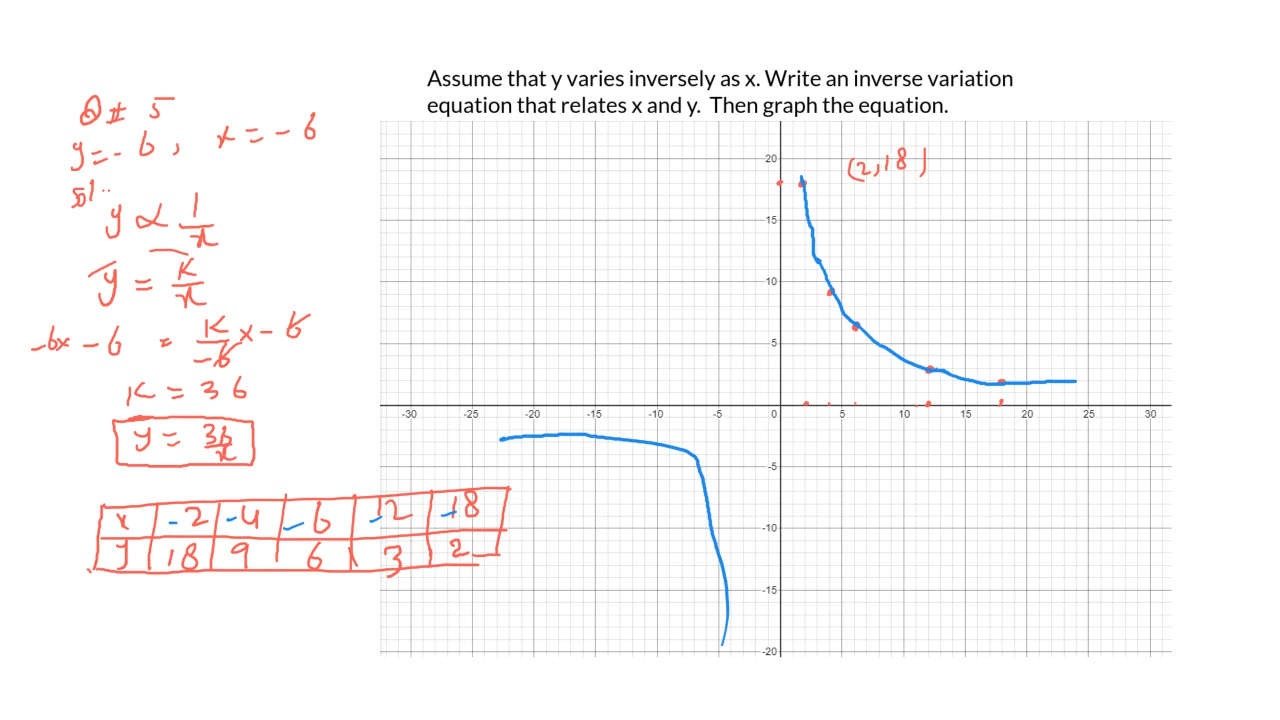 Assume that y varies inversely as x. Write an inverse variation
equation that relates x and y. Then graph the equation.
Q # 5
y = - 6 , x = - 6
Sol..
y ∝ 1/x
y = K/x
-6x - 6 = K/-6 x - 6
K = 36
y = 36/x
x -2 -4 -6 -12 -18
y 18 9 6 3 2
(2,18)
20
15
10
5
-30 -25 -20 -15 -10 -5 0 5 10 15 20 25 30
-5
-10
-15
-20